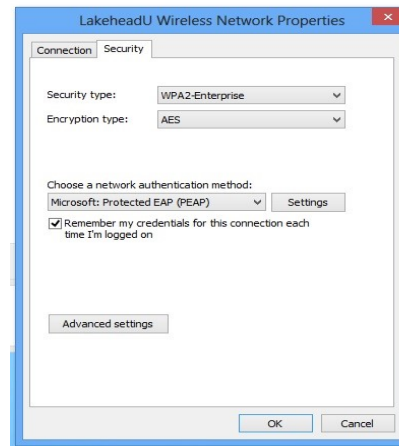 LakeheadU Wireless Network Properties
Connection
Security
Security type:
WPA2-Enterprise
Encryption type:
AES
Choose a network authentication method:
Microsoft: Protected EAP (PEAP)
Settings
Remember my credentials for this connection each
time I'm logged on
Advanced settings
OK
Cancel